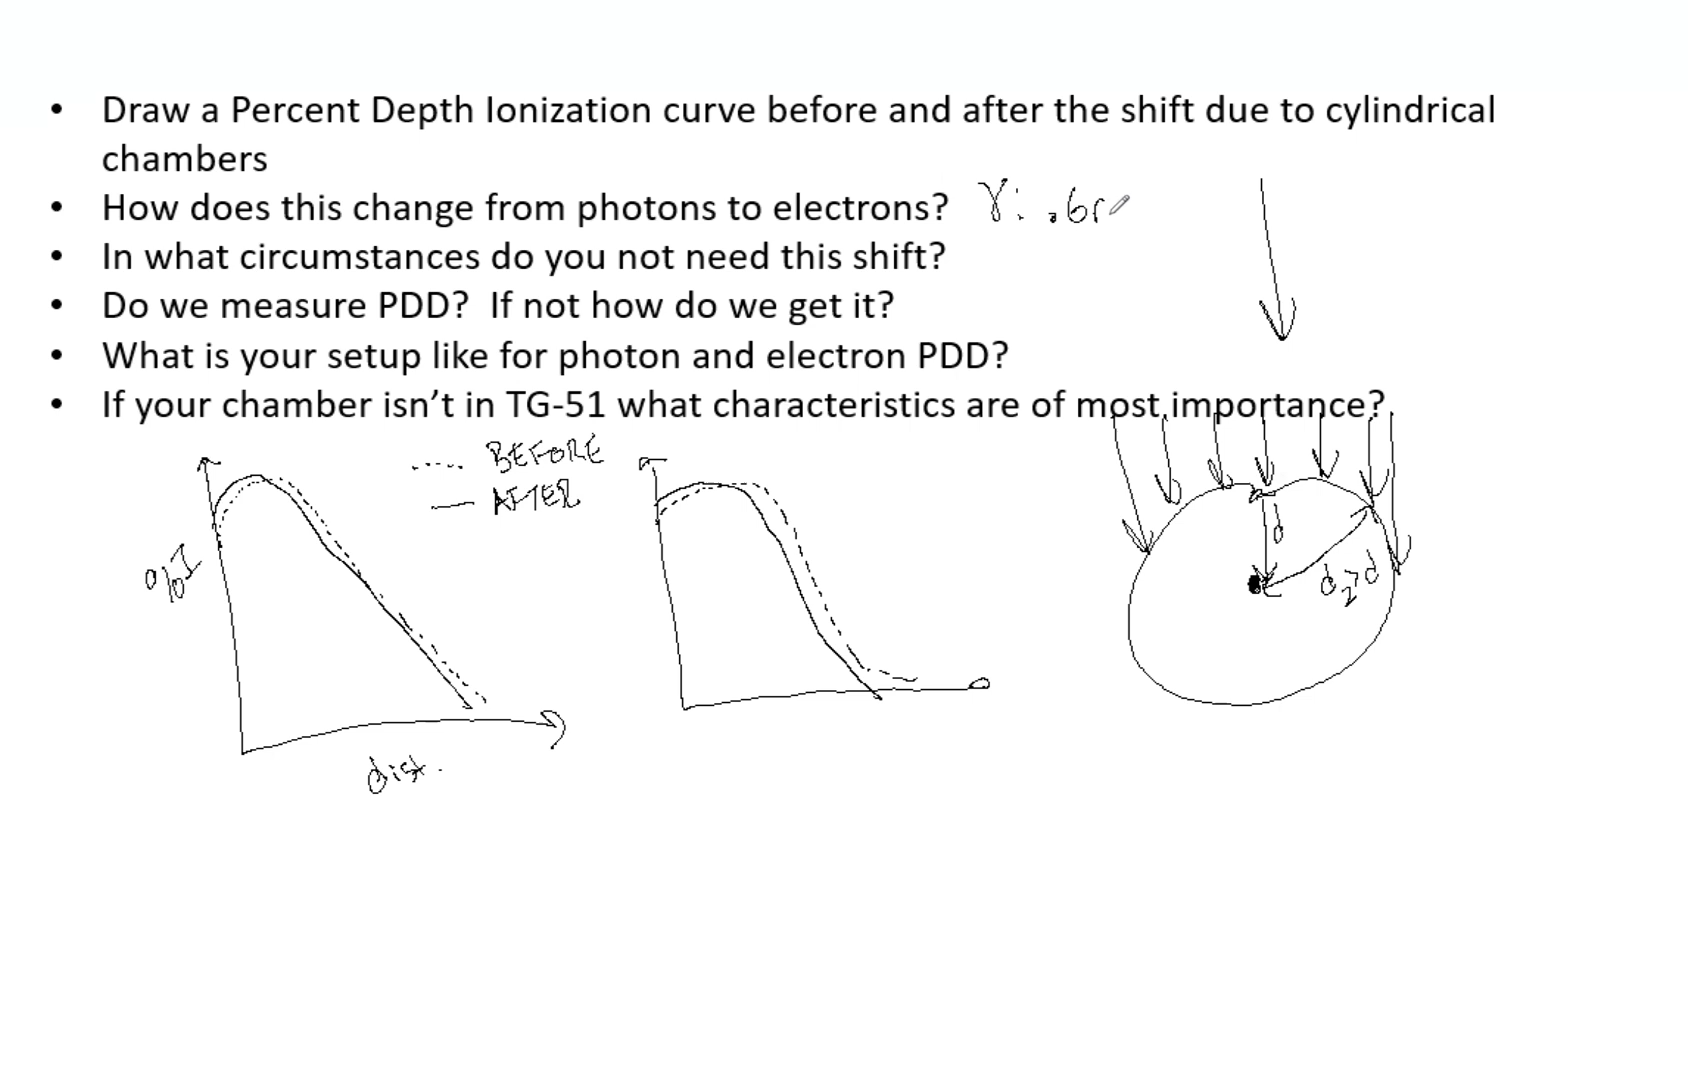 • Draw a Percent Depth Ionization curve before and after the shift due to cylindrical
chambers
• How does this change from photons to electrons? γ: .6r
• In what circumstances do you not need this shift?
• Do we measure PDD? If not how do we get it?
• What is your setup like for photon and electron PDD?
• If your chamber isn’t in TG-51 what characteristics are of most importance?
BEFORE
AFTER
%I
d
d₂>d
dist.